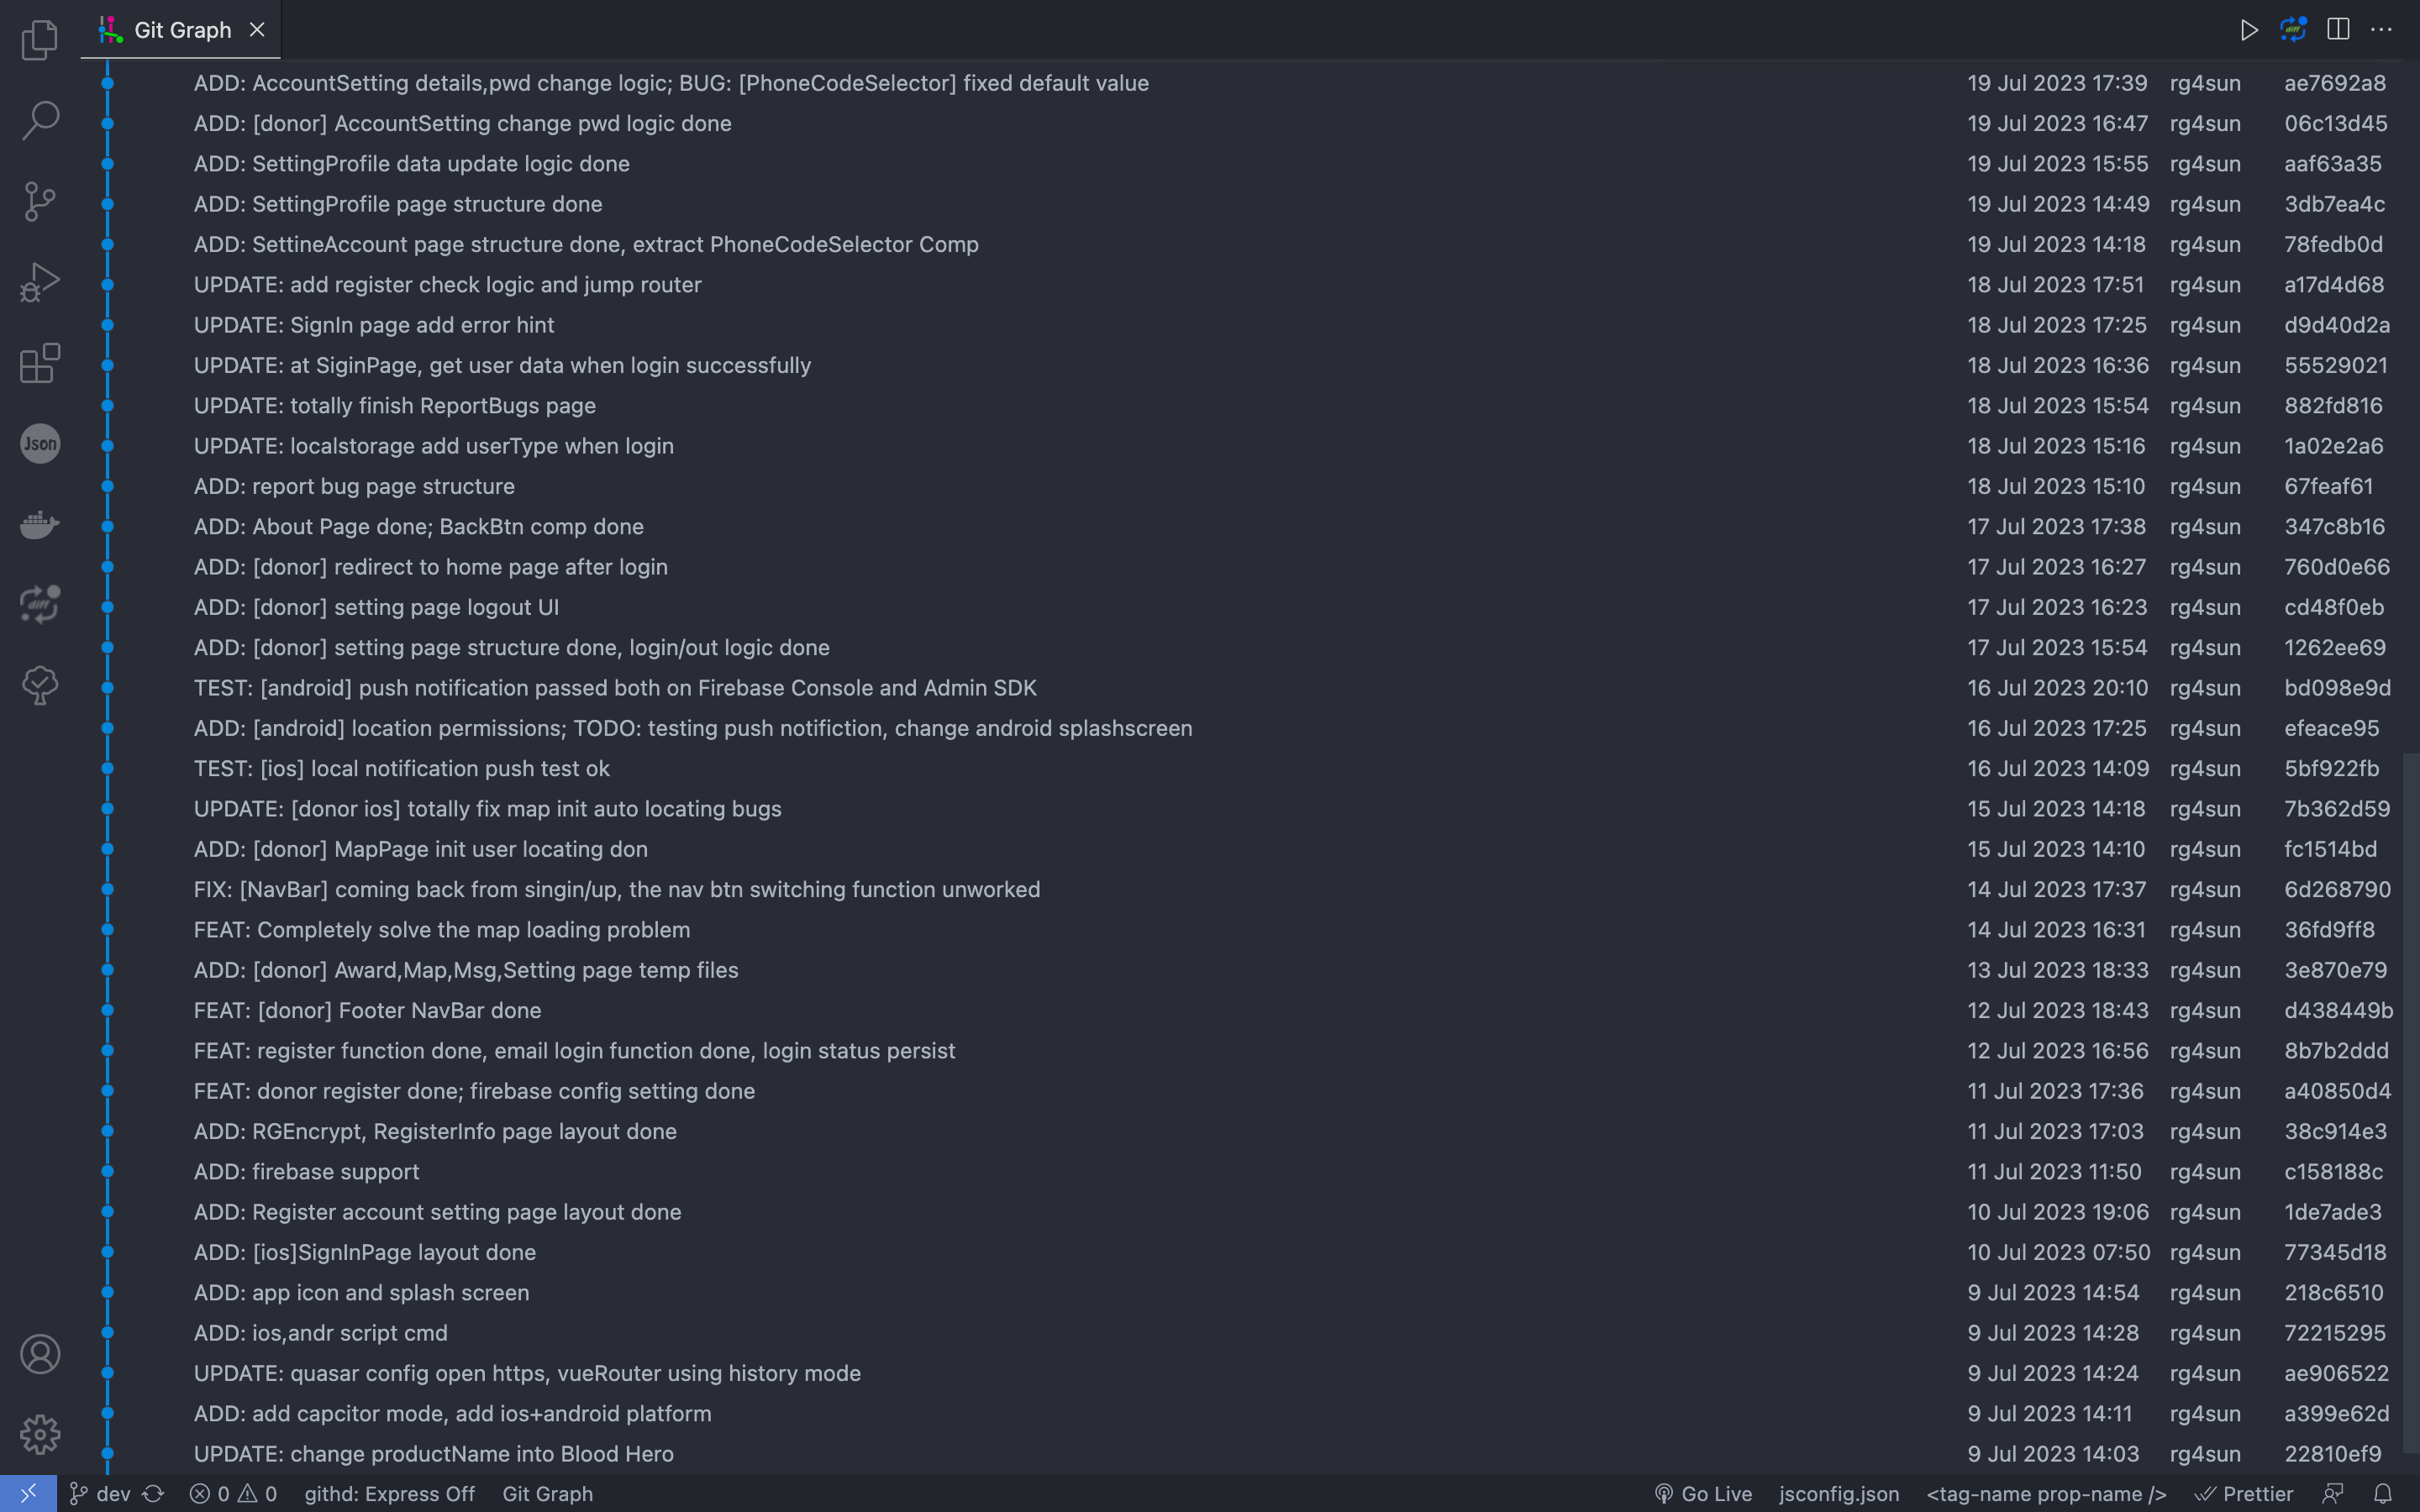 Git Graph
ADD: AccountSetting details,pwd change logic; BUG: [PhoneCodeSelector] fixed default value 19 Jul 2023 17:39 rg4sun ae7692a8
ADD: [donor] AccountSetting change pwd logic done 19 Jul 2023 16:47 rg4sun 06c13d45
ADD: SettingProfile data update logic done 19 Jul 2023 15:55 rg4sun aaf63a35
ADD: SettingProfile page structure done 19 Jul 2023 14:49 rg4sun 3db7ea4c
ADD: SettineAccount page structure done, extract PhoneCodeSelector Comp 19 Jul 2023 14:18 rg4sun 78fedb0d
UPDATE: add register check logic and jump router 18 Jul 2023 17:51 rg4sun a17d4d68
UPDATE: SignIn page add error hint 18 Jul 2023 17:25 rg4sun d9d40d2a
UPDATE: at SiginPage, get user data when login successfully 18 Jul 2023 16:36 rg4sun 55529021
UPDATE: totally finish ReportBugs page 18 Jul 2023 15:54 rg4sun 882fd816
UPDATE: localstorage add userType when login 18 Jul 2023 15:16 rg4sun 1a02e2a6
Json
ADD: report bug page structure 18 Jul 2023 15:10 rg4sun 67feaf61
ADD: About Page done; BackBtn comp done 17 Jul 2023 17:38 rg4sun 347c8b16
ADD: [donor] redirect to home page after login 17 Jul 2023 16:27 rg4sun 760d0e66
ADD: [donor] setting page logout UI 17 Jul 2023 16:23 rg4sun cd48f0eb
diff
ADD: [donor] setting page structure done, login/out logic done 17 Jul 2023 15:54 rg4sun 1262ee69
TEST: [android] push notification passed both on Firebase Console and Admin SDK 16 Jul 2023 20:10 rg4sun bd098e9d
ADD: [android] location permissions; TODO: testing push notifiction, change android splashscreen 16 Jul 2023 17:25 rg4sun efeace95
TEST: [ios] local notification push test ok 16 Jul 2023 14:09 rg4sun 5bf922fb
UPDATE: [donor ios] totally fix map init auto locating bugs 15 Jul 2023 14:18 rg4sun 7b362d59
ADD: [donor] MapPage init user locating don 15 Jul 2023 14:10 rg4sun fc1514bd
FIX: [NavBar] coming back from singin/up, the nav btn switching function unworked 14 Jul 2023 17:37 rg4sun 6d268790
FEAT: Completely solve the map loading problem 14 Jul 2023 16:31 rg4sun 36fd9ff8
ADD: [donor] Award,Map,Msg,Setting page temp files 13 Jul 2023 18:33 rg4sun 3e870e79
FEAT: [donor] Footer NavBar done 12 Jul 2023 18:43 rg4sun d438449b
FEAT: register function done, email login function done, login status persist 12 Jul 2023 16:56 rg4sun 8b7b2ddd
FEAT: donor register done; firebase config setting done 11 Jul 2023 17:36 rg4sun a40850d4
ADD: RGEncrypt, RegisterInfo page layout done 11 Jul 2023 17:03 rg4sun 38c914e3
ADD: firebase support 11 Jul 2023 11:50 rg4sun c158188c
ADD: Register account setting page layout done 10 Jul 2023 19:06 rg4sun 1de7ade3
ADD: [ios]SignInPage layout done 10 Jul 2023 07:50 rg4sun 77345d18
ADD: app icon and splash screen 9 Jul 2023 14:54 rg4sun 218c6510
ADD: ios,andr script cmd 9 Jul 2023 14:28 rg4sun 72215295
UPDATE: quasar config open https, vueRouter using history mode 9 Jul 2023 14:24 rg4sun ae906522
ADD: add capcitor mode, add ios+android platform 9 Jul 2023 14:11 rg4sun a399e62d
UPDATE: change productName into Blood Hero 9 Jul 2023 14:03 rg4sun 22810ef9
dev 0 0 githd: Express Off Git Graph Go Live jsconfig.json <tag-name prop-name /> Prettier